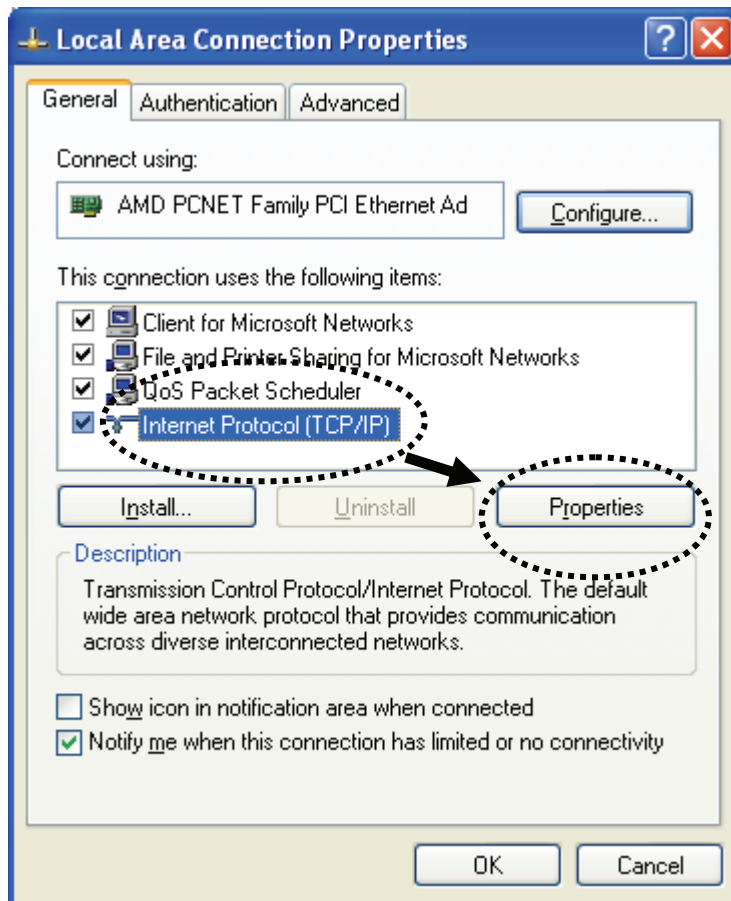 Local Area Connection Properties
General
Authentication
Advanced
Connect using:
AMD PCNET Family PCI Ethernet Ad
Configure...
This connection uses the following items:
Client for Microsoft Networks
File and Printer Sharing for Microsoft Networks
QoS Packet Scheduler
Internet Protocol (TCP/IP)
Install...
Uninstall
Properties
Description
Transmission Control Protocol/Internet Protocol. The default
wide area network protocol that provides communication
across diverse interconnected networks.
Show icon in notification area when connected
Notify me when this connection has limited or no connectivity
OK
Cancel